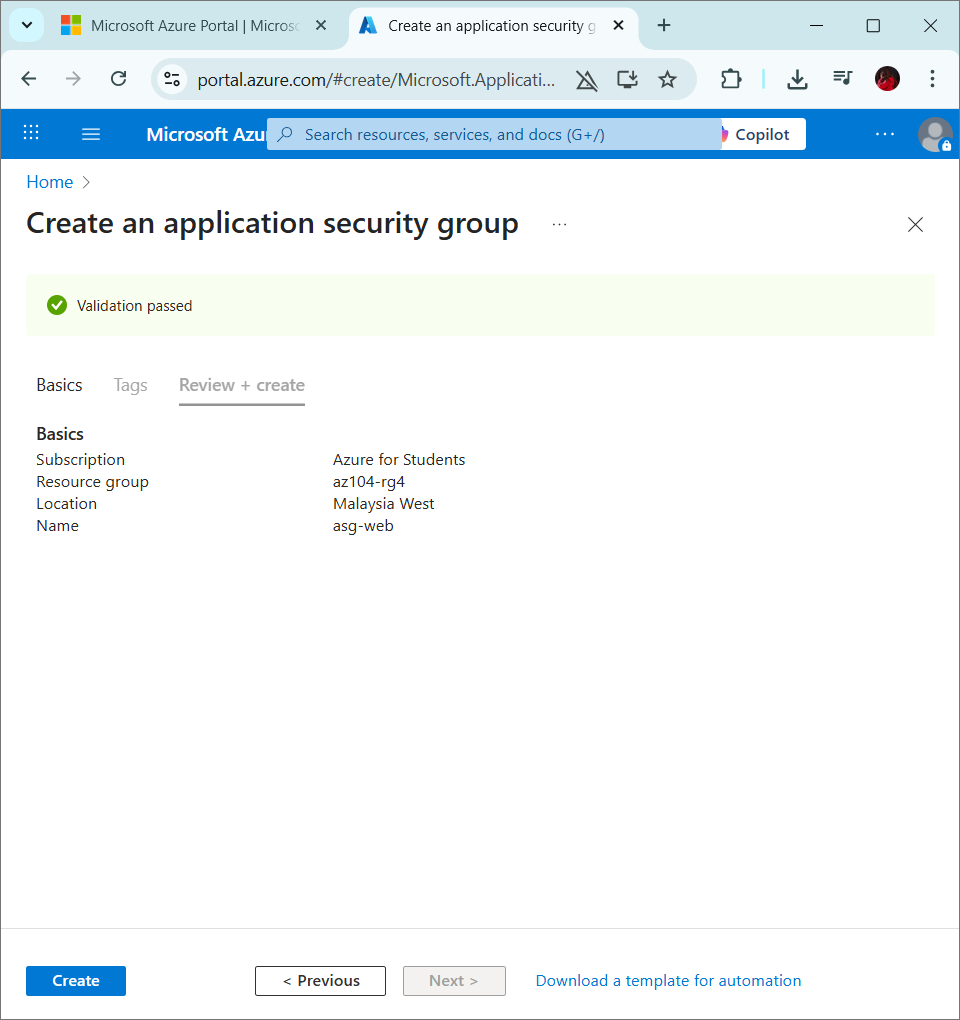 Microsoft Azure Portal | Micros
Create an application security g
portal.azure.com/#create/Microsoft.Applicati...
Microsoft Azu
Search resources, services, and docs (G+/)
Copilot
Home
Create an application security group
Validation passed
Basics Tags Review + create
Basics
Subscription Azure for Students
Resource group az104-rg4
Location Malaysia West
Name asg-web
Create < Previous Next > Download a template for automation